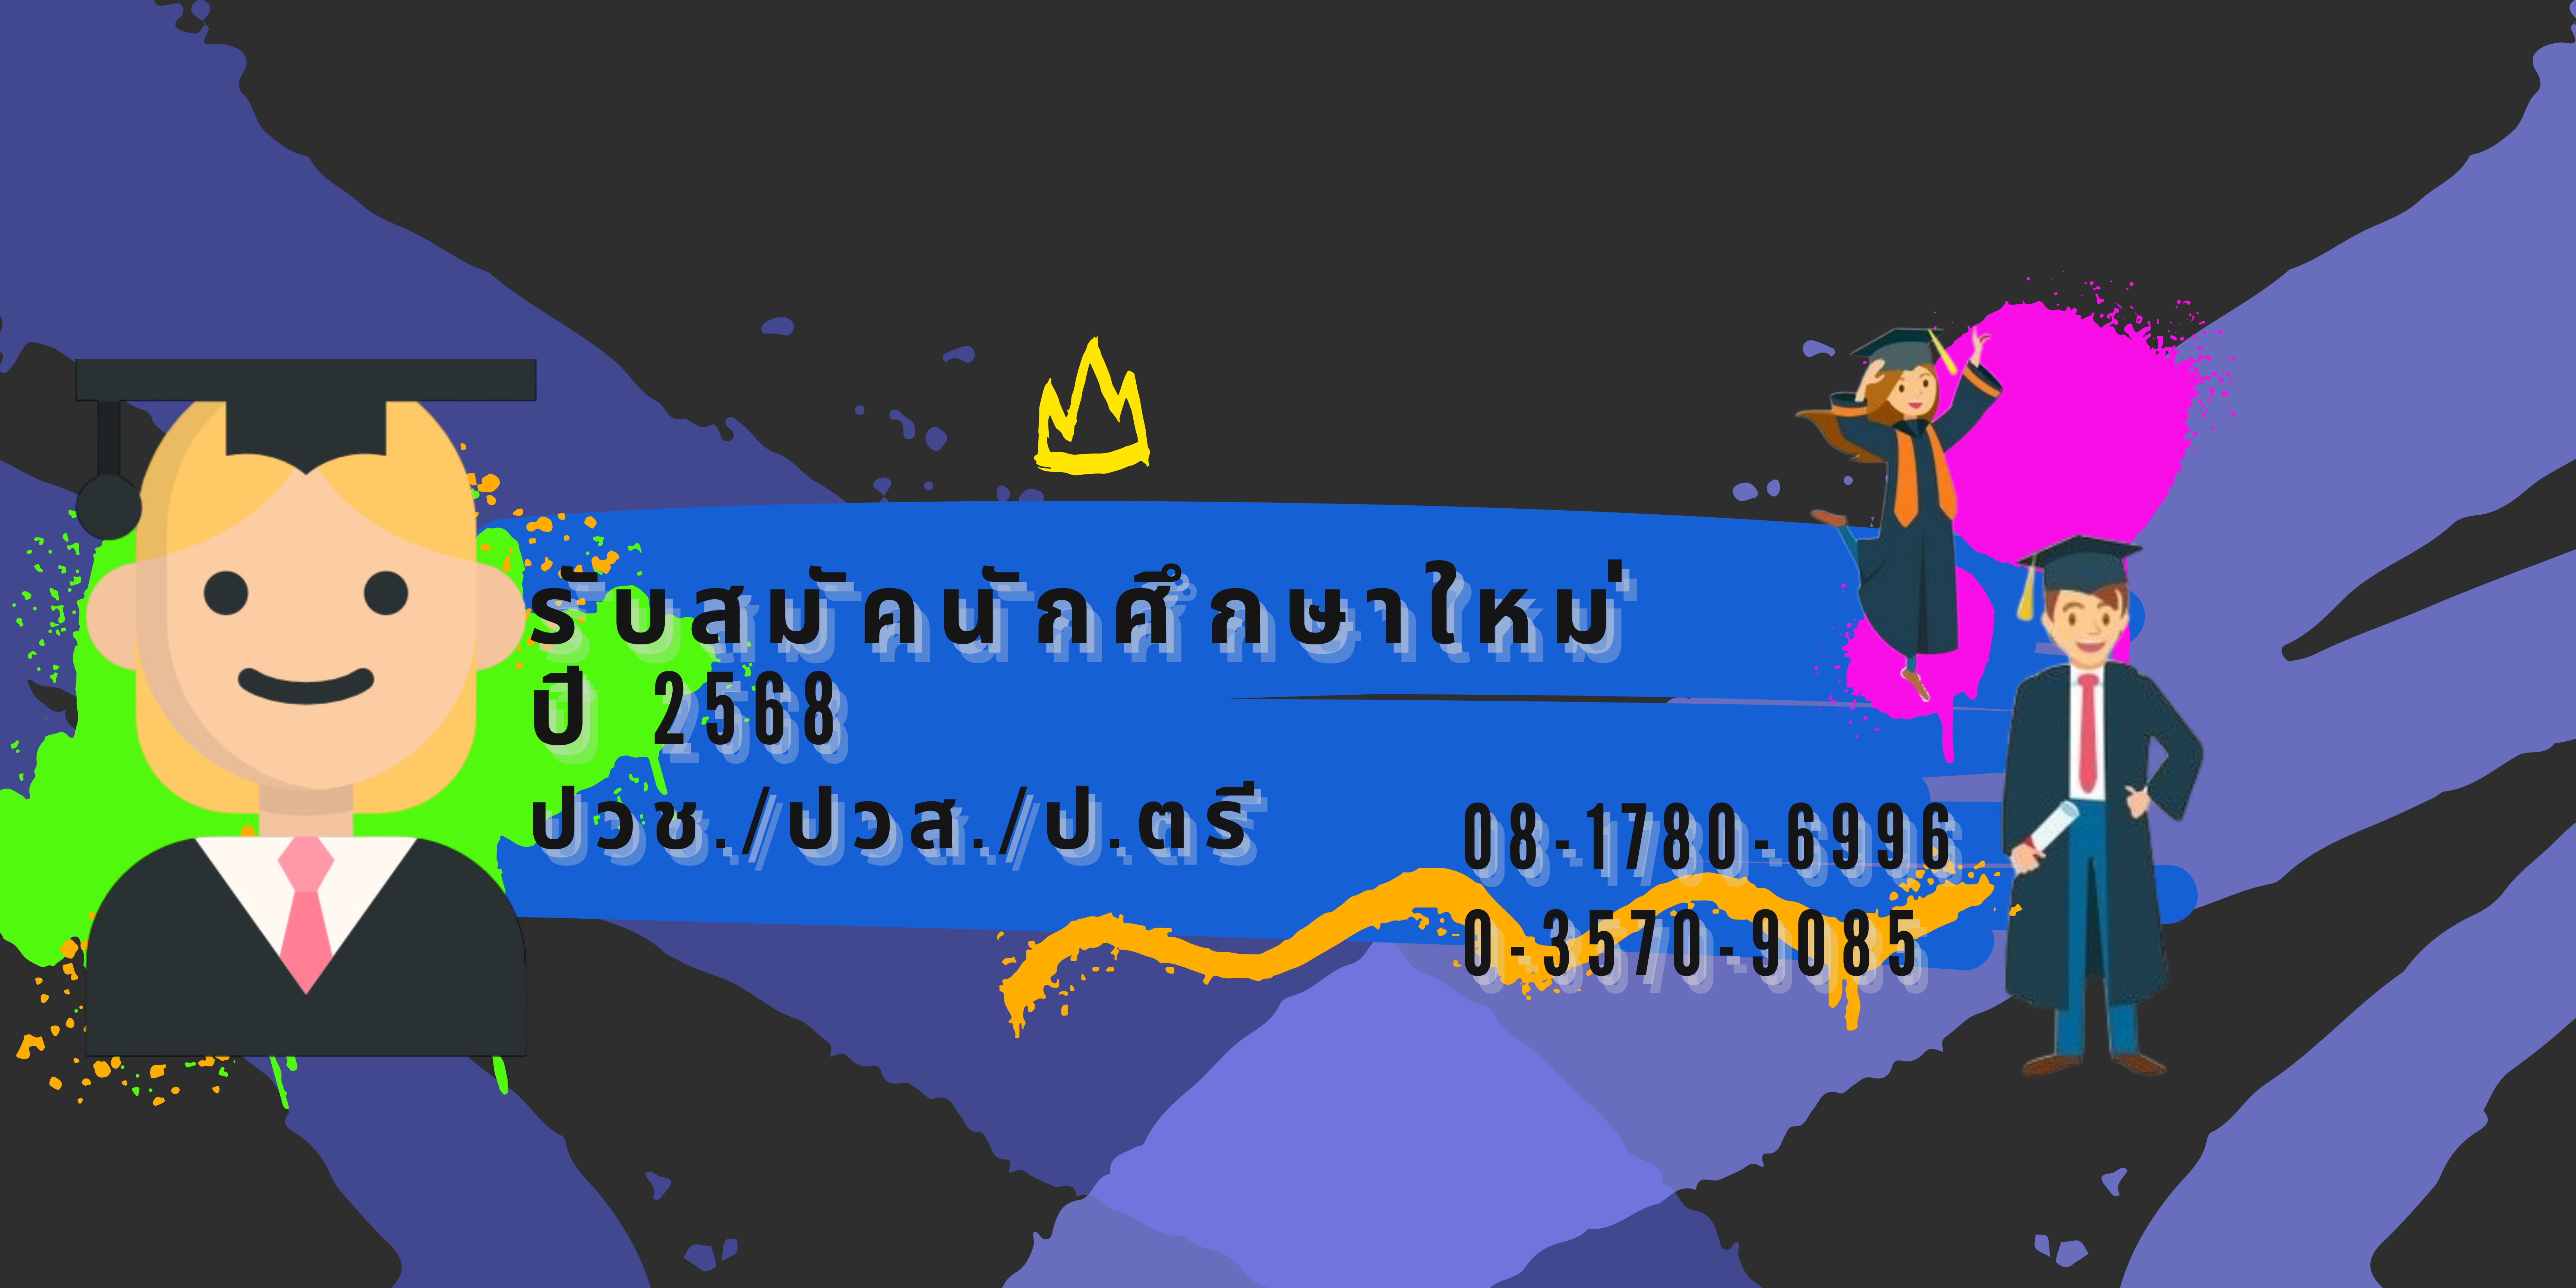 รับสมัคนักศึกษาใหม่
ปี 2568
ปวช./ปวส./ป.ตรี
08-1780-6996
0-3570-9085